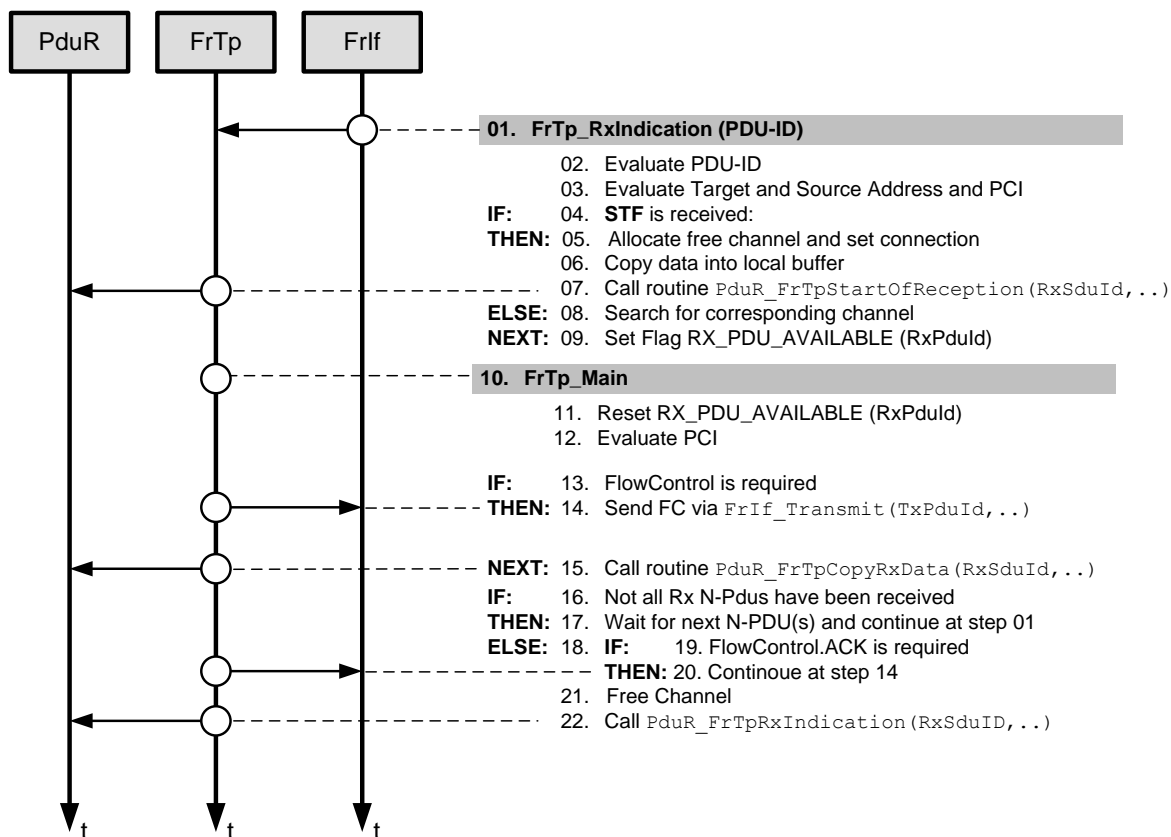 PduR FrTp FrIf
01. FrTp_RxIndication (PDU-ID)
02. Evaluate PDU-ID
03. Evaluate Target and Source Address and PCI
IF: 04. STF is received:
THEN: 05. Allocate free channel and set connection
06. Copy data into local buffer
07. Call routine PduR_FrTpStartOfReception(RxSduId,..)
ELSE: 08. Search for corresponding channel
NEXT: 09. Set Flag RX_PDU_AVAILABLE (RxPduId)
10. FrTp_Main
11. Reset RX_PDU_AVAILABLE (RxPduId)
12. Evaluate PCI
IF: 13. FlowControl is required
THEN: 14. Send FC via FrIf_Transmit(TxPduId,..)
NEXT: 15. Call routine PduR_FrTpCopyRxData(RxSduId,..)
IF: 16. Not all Rx N-Pdus have been received
THEN: 17. Wait for next N-PDU(s) and continue at step 01
ELSE: 18. IF: 19. FlowControl.ACK is required
THEN: 20. Continoue at step 14
21. Free Channel
22. Call PduR_FrTpRxIndication(RxSduID,..)
t t t